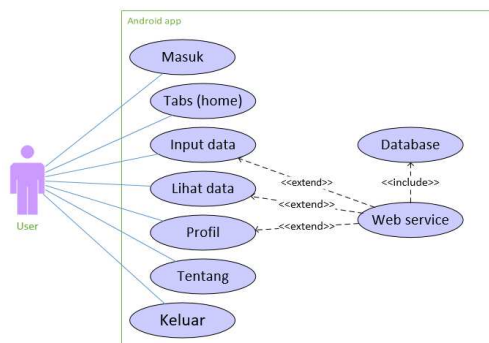 Android app
Masuk
Tabs (home)
Input data
Database
<<extend>>
<<include>>
Lihat data
<<extend>>
Web service
User
Profil
<<extend>>
Tentang
Keluar